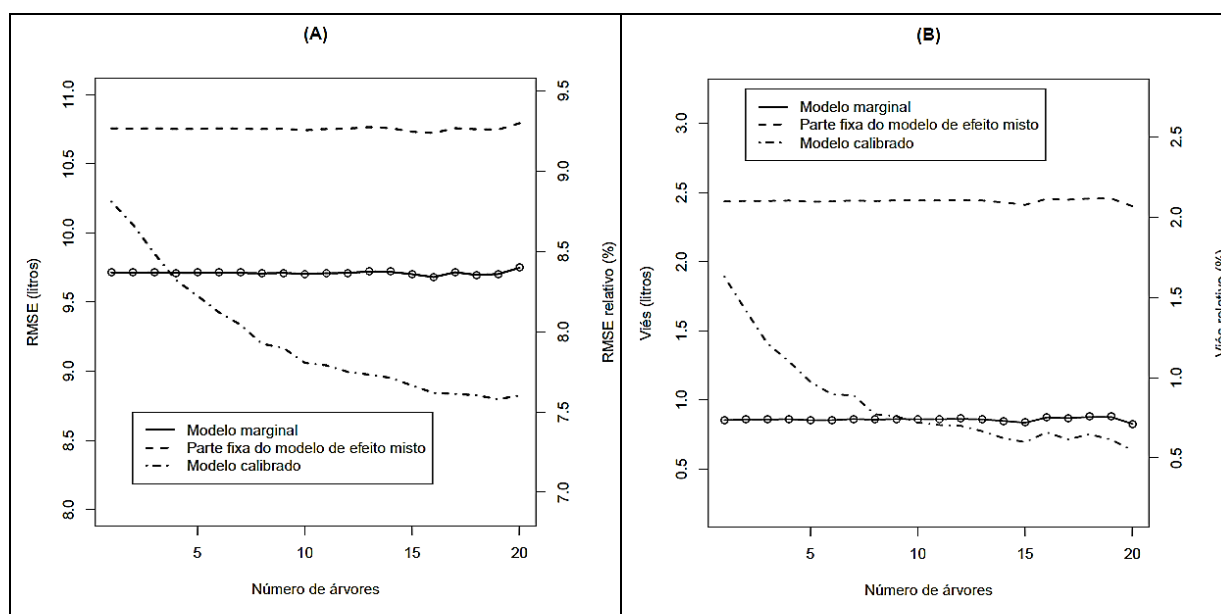 (A)
RMSE (litros)
11.0
10.5
10.0
9.5
9.0
8.5
8.0
9.5
9.0
8.5
8.0
7.5
7.0
RMSE relativo (%)
Modelo marginal
Parte fixa do modelo de efeito misto
Modelo calibrado
5
10
15
20
Número de árvores
(B)
Viés (litros)
3.0
2.5
2.0
1.5
1.0
0.5
2.5
2.0
1.5
1.0
0.5
Viés relativo (%)
Modelo marginal
Parte fixa do modelo de efeito misto
Modelo calibrado
5
10
15
20
Número de árvores